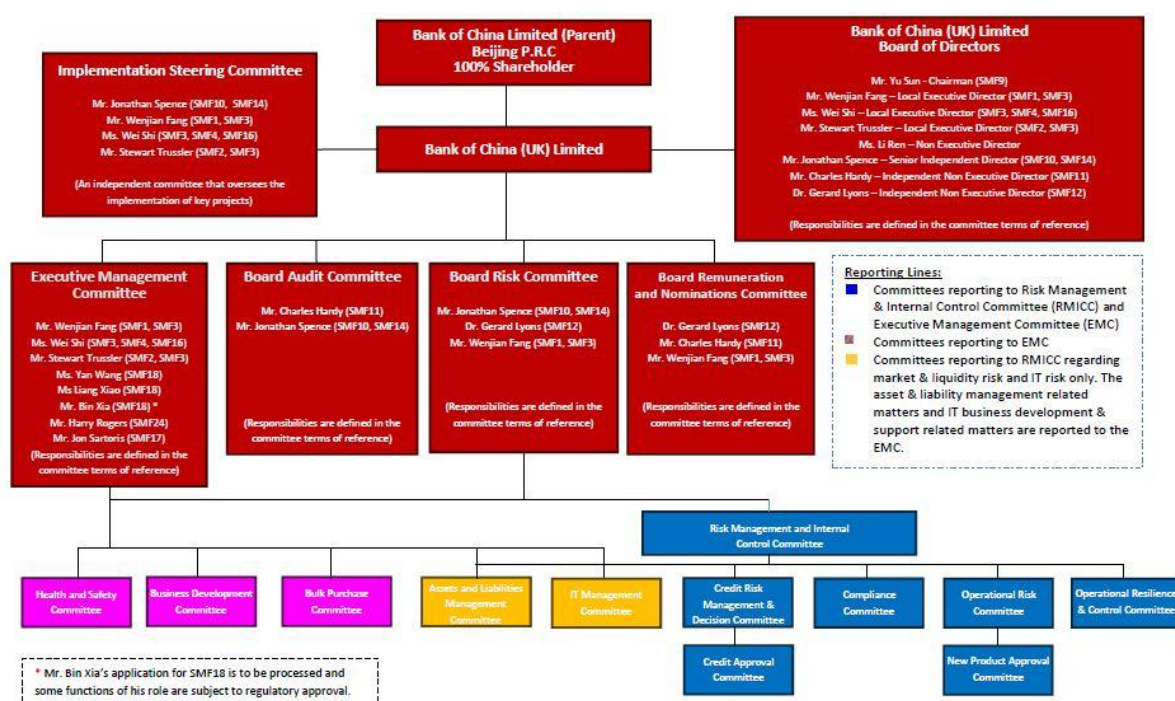 Bank of China Limited (Parent)
Beijing P.R.C
100% Shareholder
Bank of China (UK) Limited
Board of Directors
Mr. Yu Sun - Chairman (SMF9)
Mr. Wenjian Fang – Local Executive Director (SMF1, SMF3)
Ms. Wei Shi – Local Executive Director (SMF3, SMF4, SMF16)
Mr. Stewart Trussler – Local Executive Director (SMF2, SMF3)
Ms. Li Ren – Non Executive Director
Mr. Jonathan Spence – Senior Independent Director (SMF10, SMF14)
Mr. Charles Hardy – Independent Non Executive Director (SMF11)
Dr. Gerard Lyons – Independent Non Executive Director (SMF12)
(Responsibilities are defined in the committee terms of reference)
Implementation Steering Committee
Mr. Jonathan Spence (SMF10, SMF14)
Mr. Wenjian Fang (SMF1, SMF3)
Ms. Wei Shi (SMF3, SMF4, SMF16)
Mr. Stewart Trussler (SMF2, SMF3)
(An independent committee that oversees the
implementation of key projects)
Bank of China (UK) Limited
Executive Management
Committee
Mr. Wenjian Fang (SMF1, SMF3)
Ms. Wei Shi (SMF3, SMF4, SMF16)
Mr. Stewart Trussler (SMF2, SMF3)
Ms. Yan Wang (SMF18)
Ms Liang Xiao (SMF18)
Mr. Bin Xia (SMF18) *
Mr. Harry Rogers (SMF24)
Mr. Jon Sartoris (SMF17)
(Responsibilities are defined in the
committee terms of reference)
Board Audit Committee
Mr. Charles Hardy (SMF11)
Mr. Jonathan Spence (SMF10, SMF14)
(Responsibilities are defined in the
committee terms of reference)
Board Risk Committee
Mr. Jonathan Spence (SMF10, SMF14)
Dr. Gerard Lyons (SMF12)
Mr. Wenjian Fang (SMF1, SMF3)
(Responsibilities are defined in the
committee terms of reference)
Board Remuneration
and Nominations Committee
Dr. Gerard Lyons (SMF12)
Mr. Charles Hardy (SMF11)
Mr. Wenjian Fang (SMF1, SMF3)
(Responsibilities are defined in the
committee terms of reference)
Reporting Lines:
Committees reporting to Risk Management
& Internal Control Committee (RMICC) and
Executive Management Committee (EMC)
Committees reporting to EMC
Committees reporting to RMICC regarding
market & liquidity risk and IT risk only. The
asset & liability management related
matters and IT business development &
support related matters are reported to the
EMC.
Risk Management and Internal
Control Committee
Health and Safety
Committee
Business Development
Committee
Bulk Purchase
Committee
Assets and Liabilities
Management
Committee
IT Management
Committee
Credit Risk
Management &
Decision Committee
Compliance
Committee
Operational Risk
Committee
Operational Resilience
& Control Committee
Credit Approval
Committee
New Product Approval
Committee
* Mr. Bin Xia's application for SMF18 is to be processed and
some functions of his role are subject to regulatory approval.